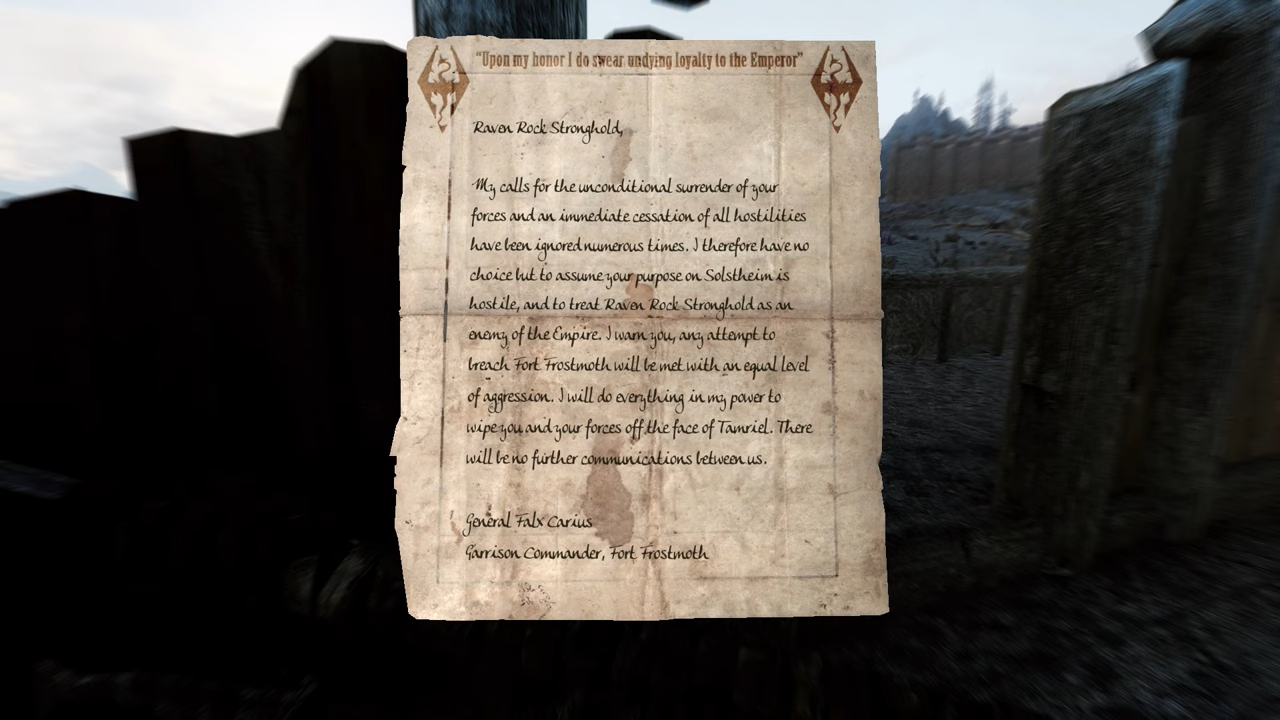 "Upon my honor I do swear undying loyalty to the Emperor"
Raven Rock Stronghold,
My calls for the unconditional surrender of your
forces and an immediate cessation of all hostilities
have been ignored numerous times. I therefore have no
choice but to assume your purpose on Solstheim is
hostile, and to treat Raven Rock Stronghold as an
enemy of the Empire. I warn you, any attempt to
breach Fort Frostmoth will be met with an equal level
of aggression. I will do everything in my power to
wipe you and your forces off the face of Tamriel. There
will be no further communications between us.
General Falx Carius
Garrison Commander, Fort Frostmoth